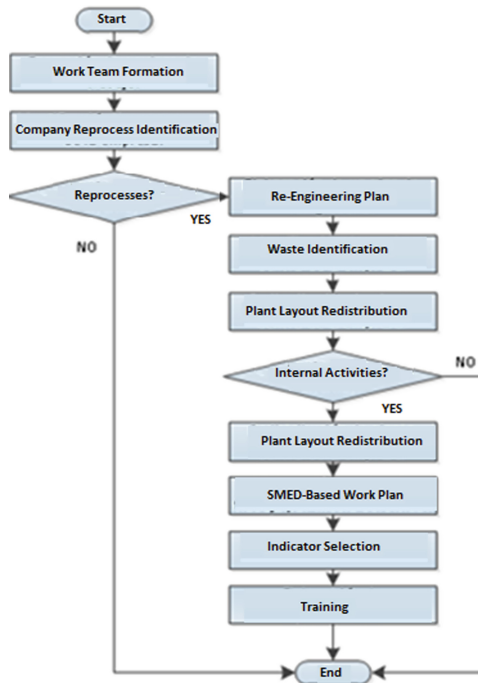 Start
Work Team Formation
Company Reprocess Identification
Reprocesses?
YES
NO
Re-Engineering Plan
Waste Identification
Plant Layout Redistribution
Internal Activities?
NO
YES
Plant Layout Redistribution
SMED-Based Work Plan
Indicator Selection
Training
End